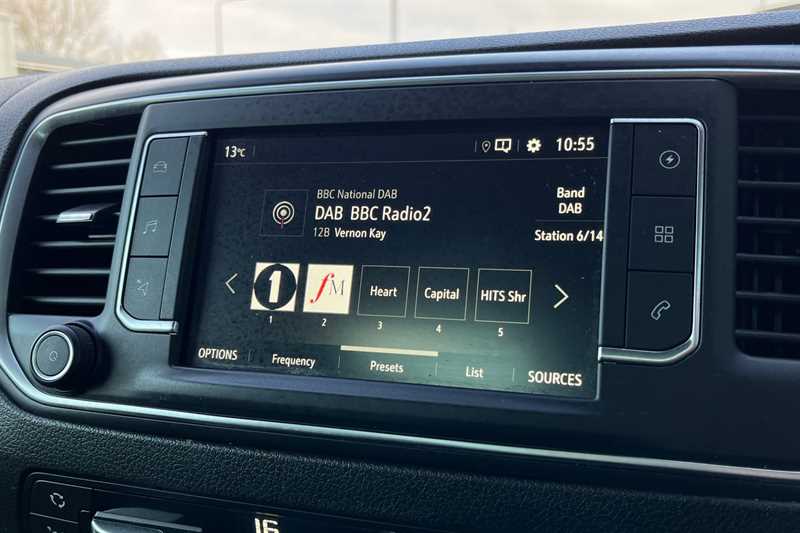 13°C
10:55
BBC National DAB
DAB BBC Radio2
12B Vernon Kay
Band
DAB
Station 6/14
1
fM
Heart
Capital
HITS Shr
1
2
3
4
5
OPTIONS
Frequency
Presets
List
SOURCES
16